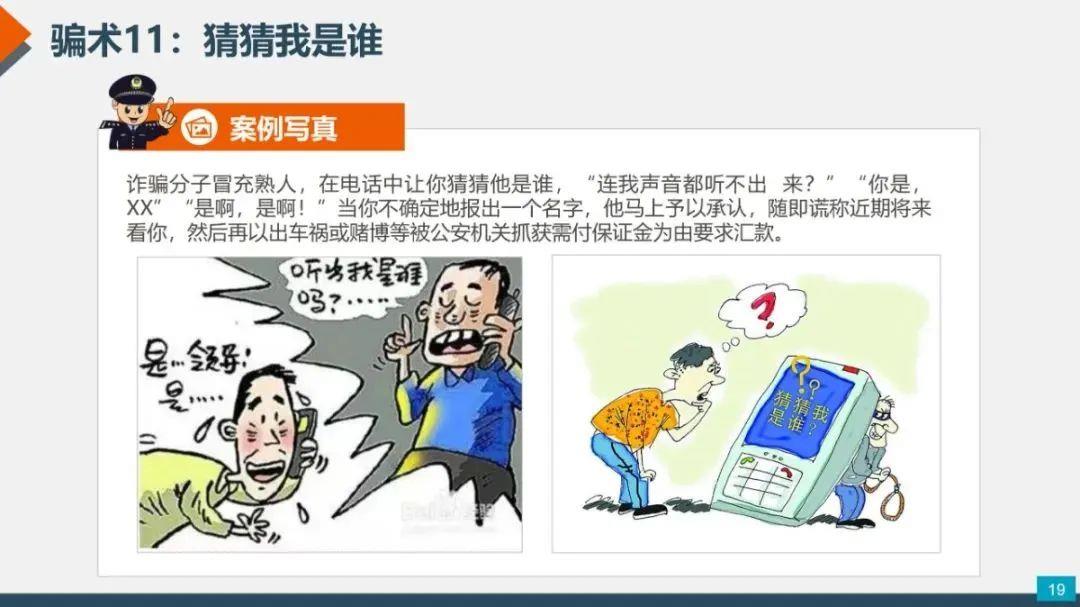 骗术11：猜猜我是谁
案例写真
诈骗分子冒充熟人，在电话中让你猜猜他是谁，“连我声音都听不出 来？”“你是，
XX”“是啊，是啊！”当你不确定地报出一个名字，他马上予以承认，随即谎称近期将来
看你，然后再以出车祸或赌博等被公安机关抓获需付保证金为由要求汇款。
听出我是谁
吗？……
是…领导！
是……
?
??
猜猜我
是谁？
19